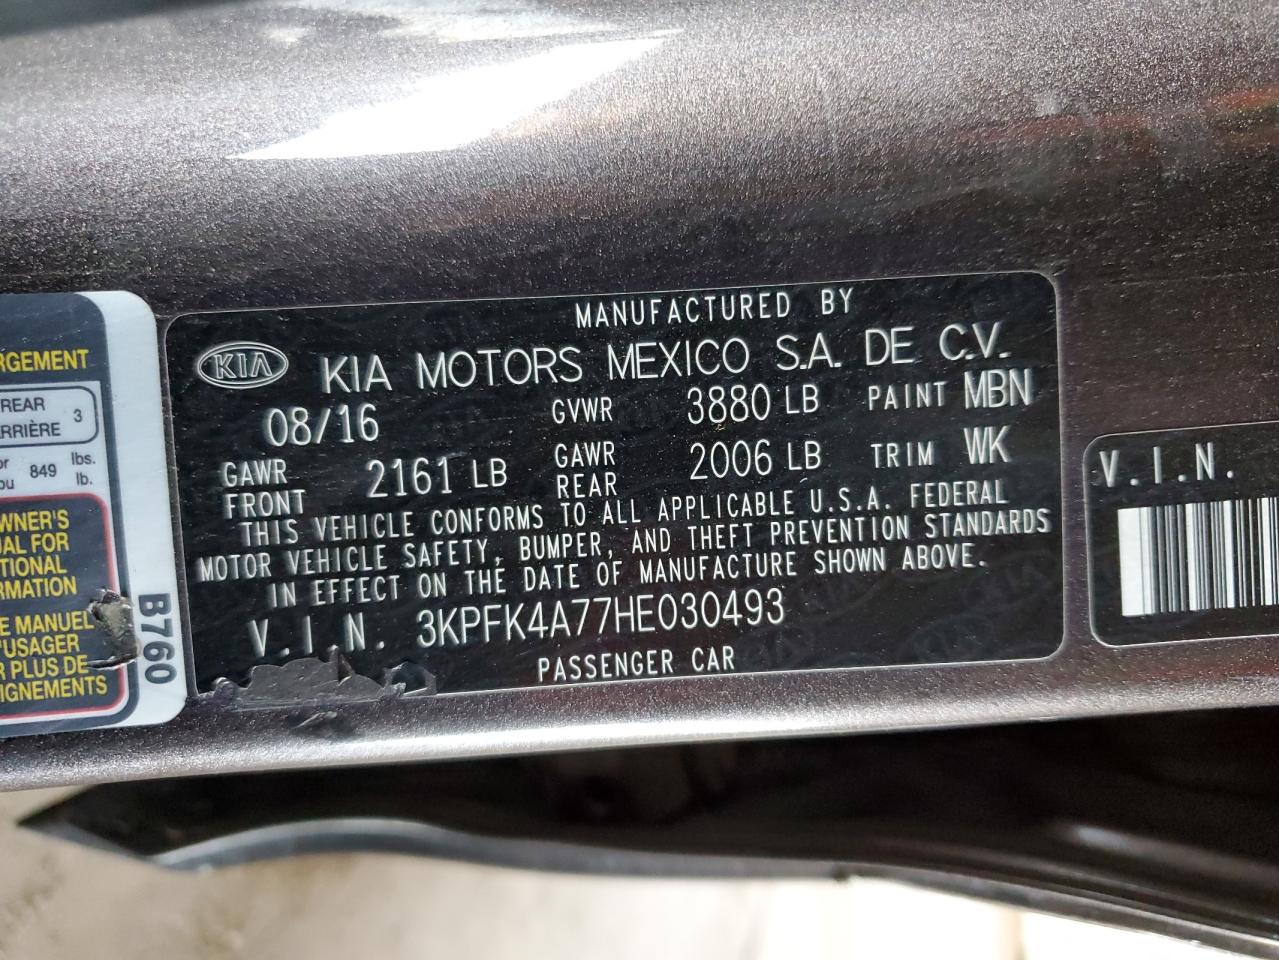 RGEMENT
REAR
RRIÈRE 3
or
ou 849 lbs.
lb.
WNER'S
UAL FOR
TIONAL
RMATION
E MANUEL
'USAGER
R PLUS DE
IGNEMENTS
B760
MANUFACTURED BY
KIA KIA MOTORS MEXICO S.A. DE C.V.
08/16 GVWR 3880 LB PAINT MBN
GAWR FRONT 2161 LB GAWR REAR 2006 LB TRIM WK
THIS VEHICLE CONFORMS TO ALL APPLICABLE U.S.A. FEDERAL
MOTOR VEHICLE SAFETY, BUMPER, AND THEFT PREVENTION STANDARDS
IN EFFECT ON THE DATE OF MANUFACTURE SHOWN ABOVE.
V.I.N. 3KPFK4A77HE030493
PASSENGER CAR
V.I.N.